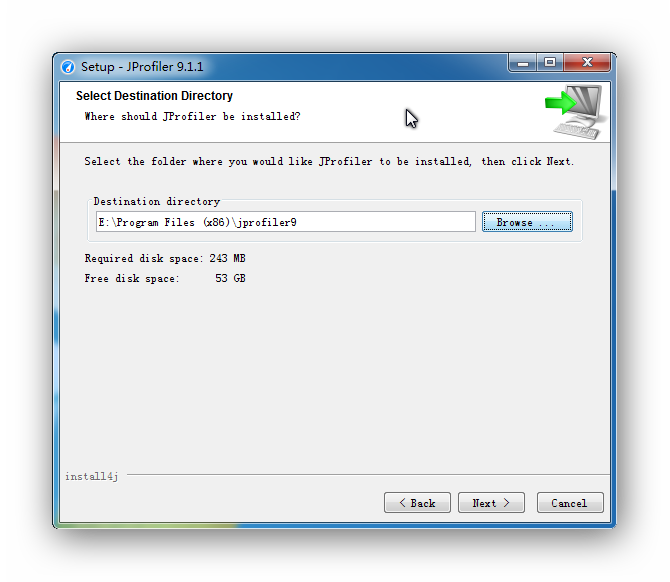 Setup - JProfiler 9.1.1
Select Destination Directory
Where should JProfiler be installed?
Select the folder where you would like JProfiler to be installed, then click Next.
Destination directory
E:\Program Files (x86)\jprofiler9
Browse ...
Required disk space: 243 MB
Free disk space: 53 GB
install4j
< Back
Next >
Cancel